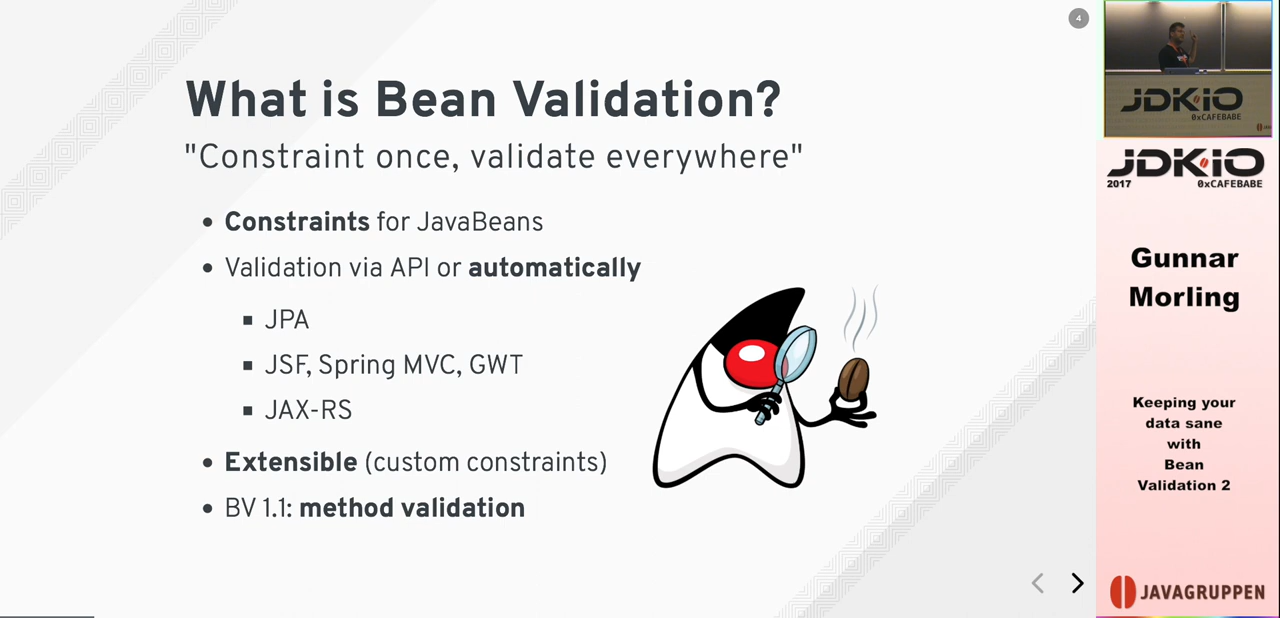 4
What is Bean Validation?
"Constraint once, validate everywhere"
Constraints for JavaBeans
Validation via API or automatically
JPA
JSF, Spring MVC, GWT
JAX-RS
Extensible (custom constraints)
BV 1.1: method validation
JDK.IO
0xCAFEBABE
JDK.IO
2017 0xCAFEBABE
Gunnar
Morling
Keeping your
data sane
with
Bean
Validation 2
JAVAGRUPPEN